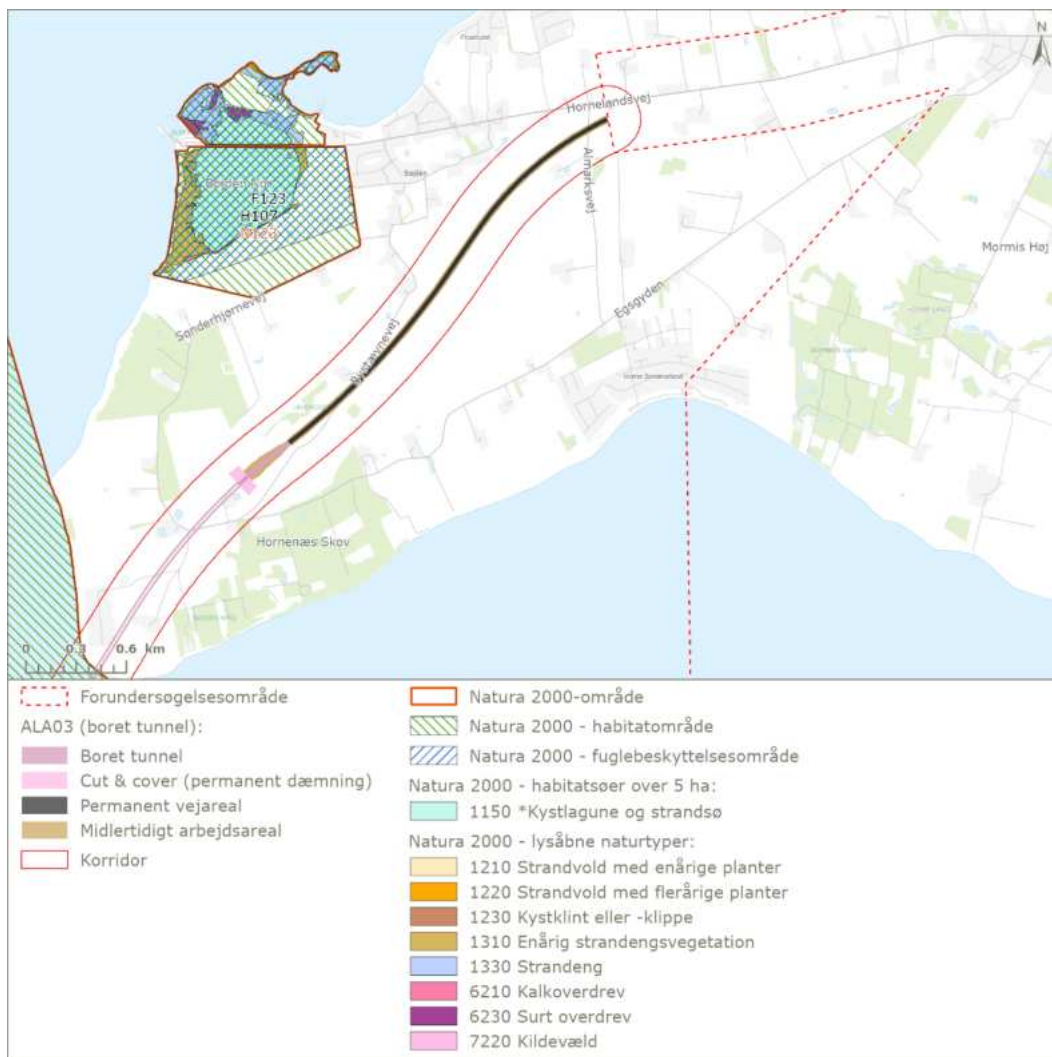 N
Hornelandsvej
Almarksvej
Bøjden
F123
H107
Mormis Høj
Egsgyden
Sønderhjørnevej
Hornenæs Skov
0 0.3 0.6 km
Forundersøgelsesområde
ALA03 (boret tunnel):
Boret tunnel
Cut & cover (permanent dæmning)
Permanent vejareal
Midlertidigt arbejdsareal
Korridor
Natura 2000-område
Natura 2000 - habitatområde
Natura 2000 - fuglebeskyttelsesområde
Natura 2000 - habitatsøer over 5 ha:
1150 *Kystlagune og strandsø
Natura 2000 - lysåbne naturtyper:
1210 Strandvold med enårige planter
1220 Strandvold med flerårige planter
1230 Kystklint eller -klippe
1310 Enårig strandengsvegetation
1330 Strandeng
6210 Kalkoverdrev
6230 Surt overdrev
7220 Kildevæld